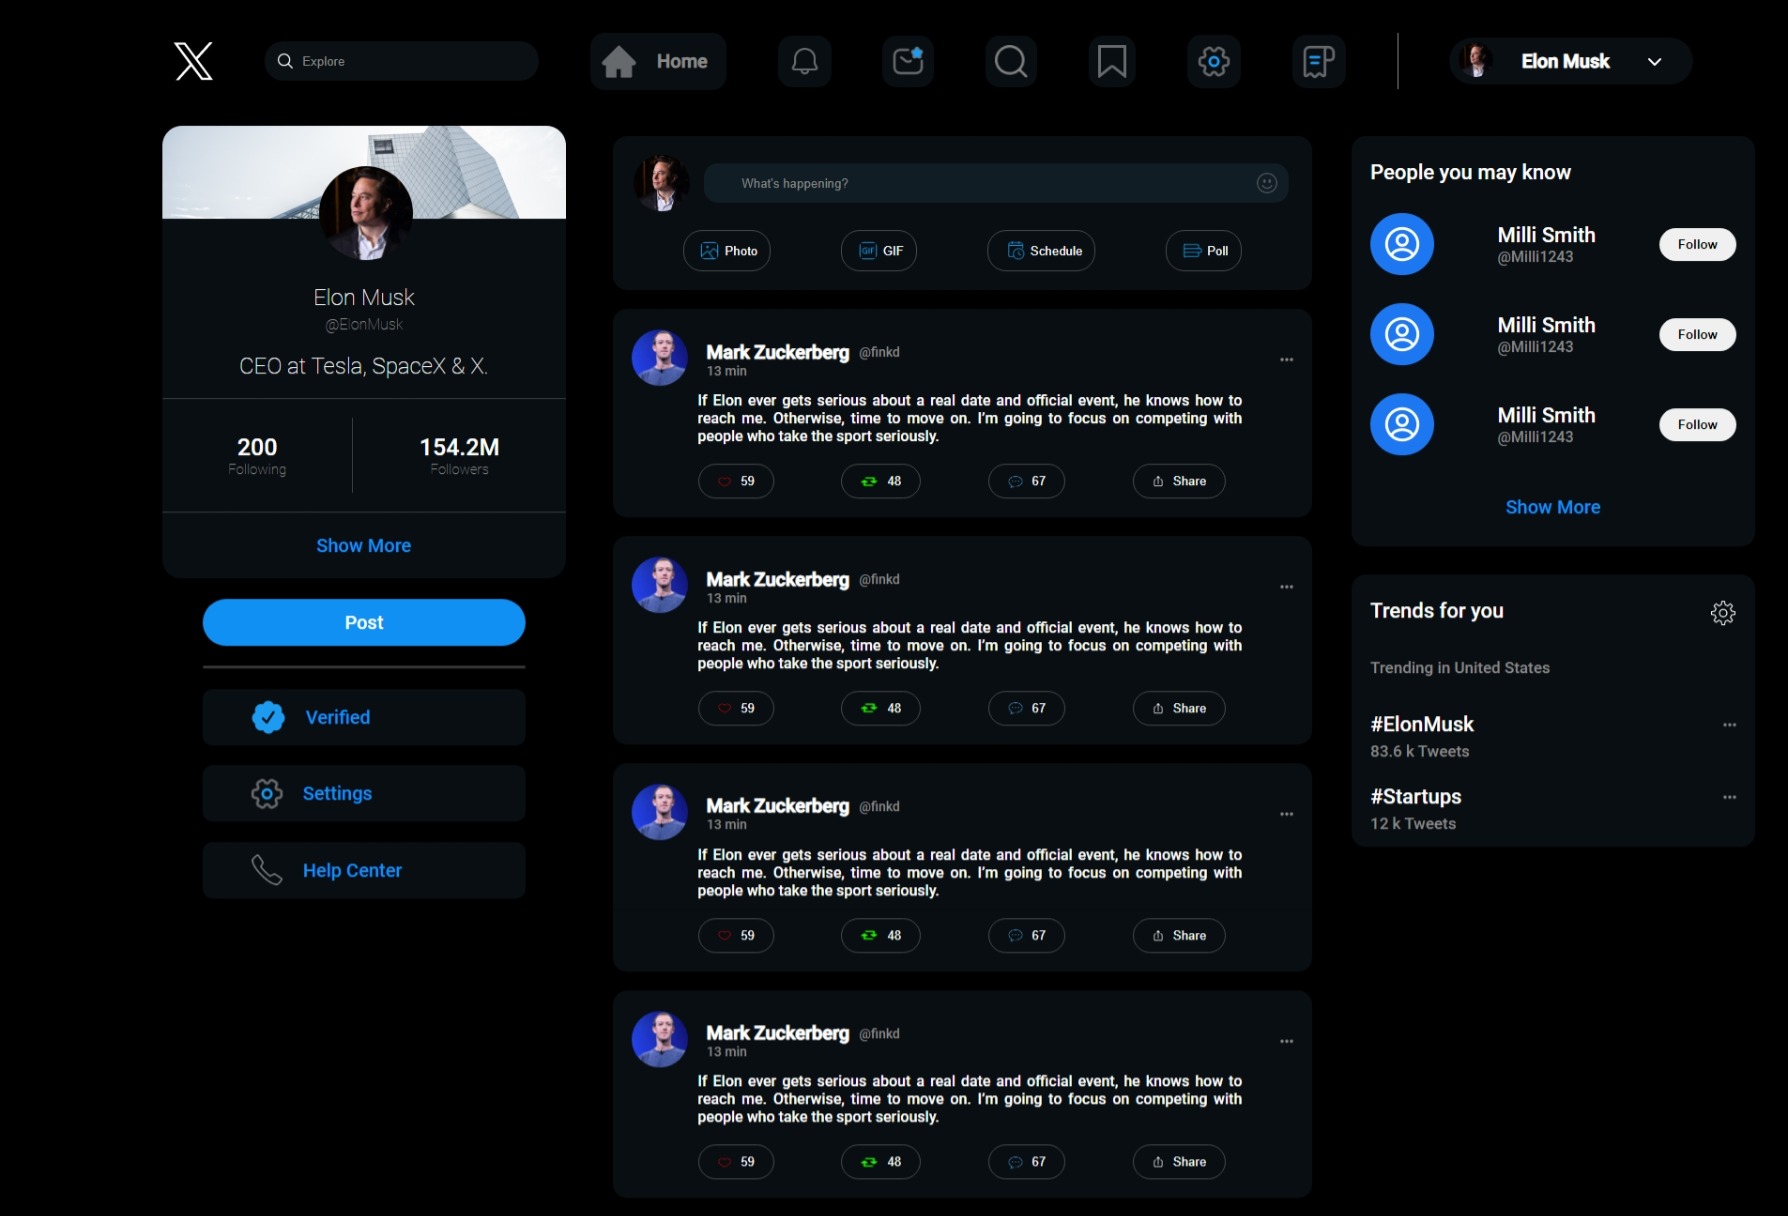 X
Explore
Home
Elon Musk
Elon Musk
@ElonMusk
CEO at Tesla, SpaceX & X.
200
Following
154.2M
Followers
Show More
Post
Verified
Settings
Help Center
What's happening?
Photo
GIF
GIF
Schedule
Poll
Mark Zuckerberg @finkd
13 min
If Elon ever gets serious about a real date and official event, he knows how to
reach me. Otherwise, time to move on. I'm going to focus on competing with
people who take the sport seriously.
59
48
67
Share
Mark Zuckerberg @finkd
13 min
If Elon ever gets serious about a real date and official event, he knows how to
reach me. Otherwise, time to move on. I'm going to focus on competing with
people who take the sport seriously.
59
48
67
Share
Mark Zuckerberg @finkd
13 min
If Elon ever gets serious about a real date and official event, he knows how to
reach me. Otherwise, time to move on. I'm going to focus on competing with
people who take the sport seriously.
59
48
67
Share
Mark Zuckerberg @finkd
13 min
If Elon ever gets serious about a real date and official event, he knows how to
reach me. Otherwise, time to move on. I'm going to focus on competing with
people who take the sport seriously.
59
48
67
Share
People you may know
Milli Smith
@Milli1243
Follow
Milli Smith
@Milli1243
Follow
Milli Smith
@Milli1243
Follow
Show More
Trends for you
Trending in United States
#ElonMusk
83.6 k Tweets
#Startups
12 k Tweets